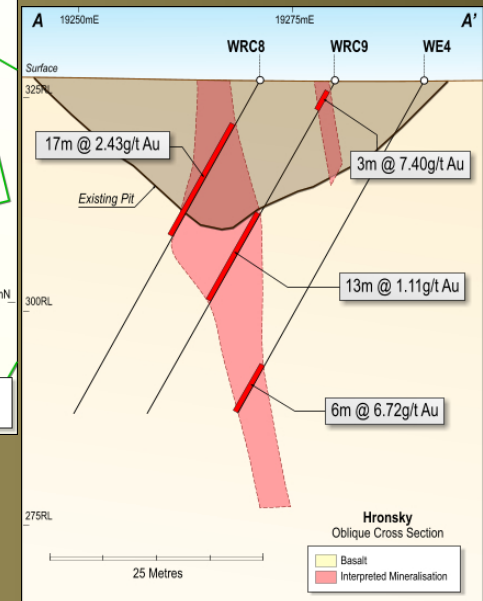 A
19250mE
19275mE
A'
WRC8
WRC9
WE4
Surface
325RL
17m @ 2.43g/t Au
3m @ 7.40g/t Au
Existing Pit
mN
300RL
13m @ 1.11g/t Au
6m @ 6.72g/t Au
275RL
Hronsky
Oblique Cross Section
25 Metres
Basalt
Interpreted Mineralisation